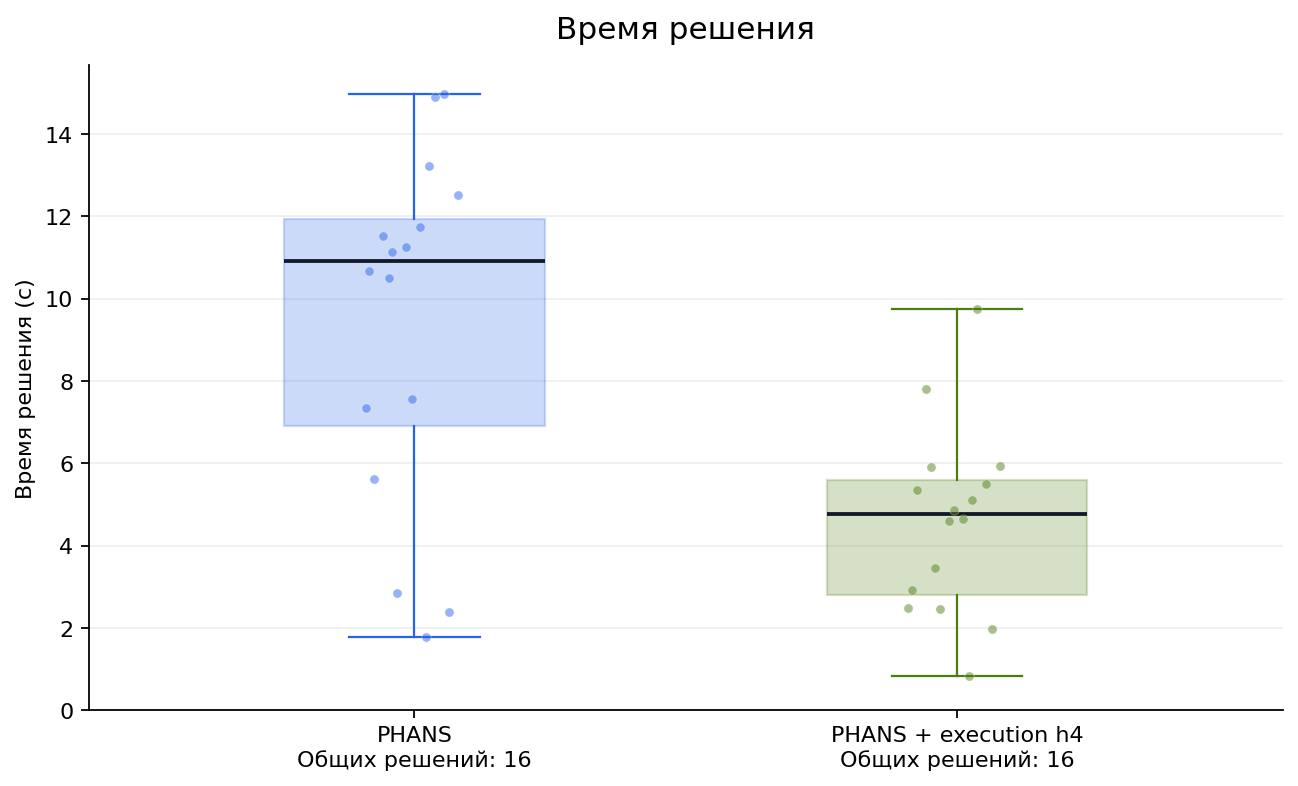 Время решения
Время решения (с)
14
12
10
8
6
4
2
0
PHANS
Общих решений: 16
PHANS + execution h4
Общих решений: 16